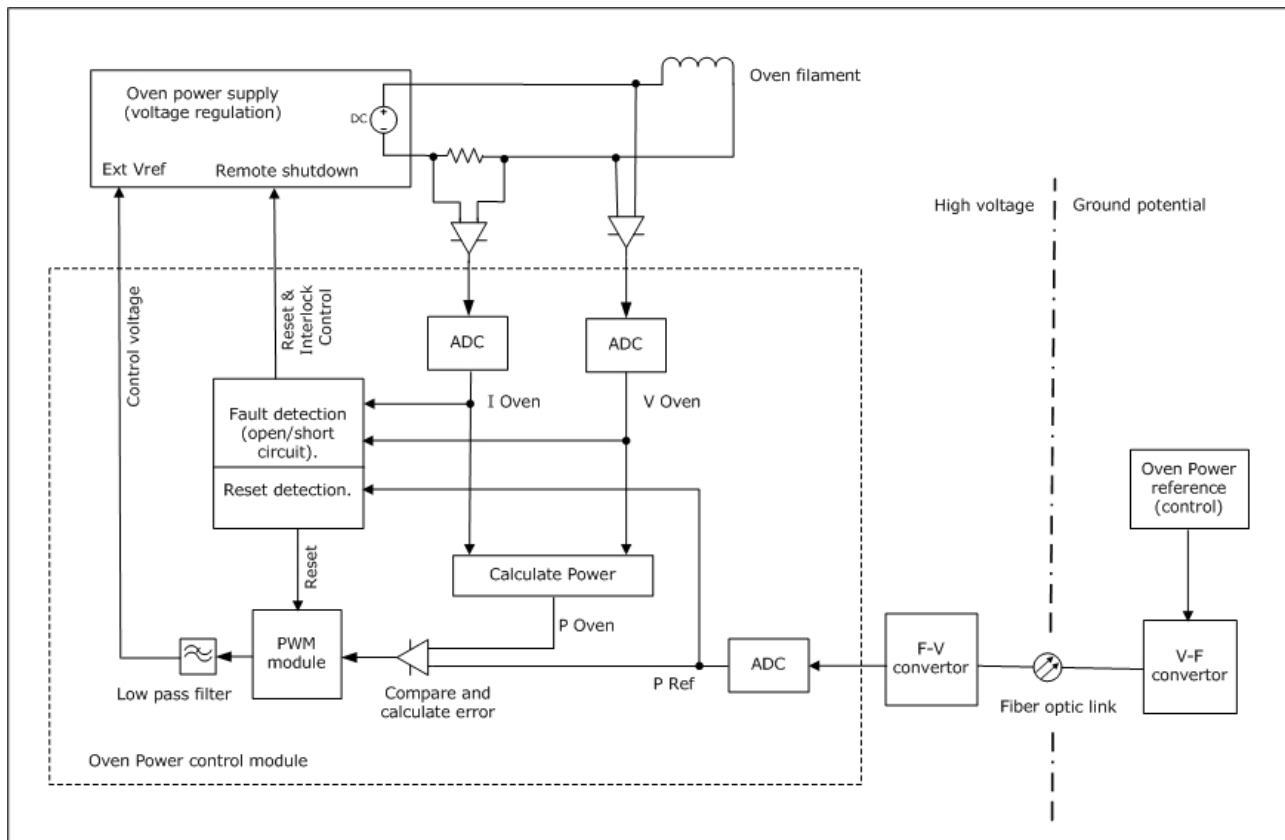 Oven power supply
(voltage regulation)
DC
+
−
Oven filament
Ext Vref
Remote shutdown
High voltage
Ground potential
Control voltage
Reset &
Interlock
Control
ADC
ADC
I Oven
V Oven
Fault detection
(open/short
circuit).
Reset detection.
Oven Power
reference
(control)
Reset
Calculate Power
P Oven
PWM
module
Low pass filter
Compare and
calculate error
P Ref
ADC
F-V
convertor
Fiber optic link
V-F
convertor
Oven Power control module